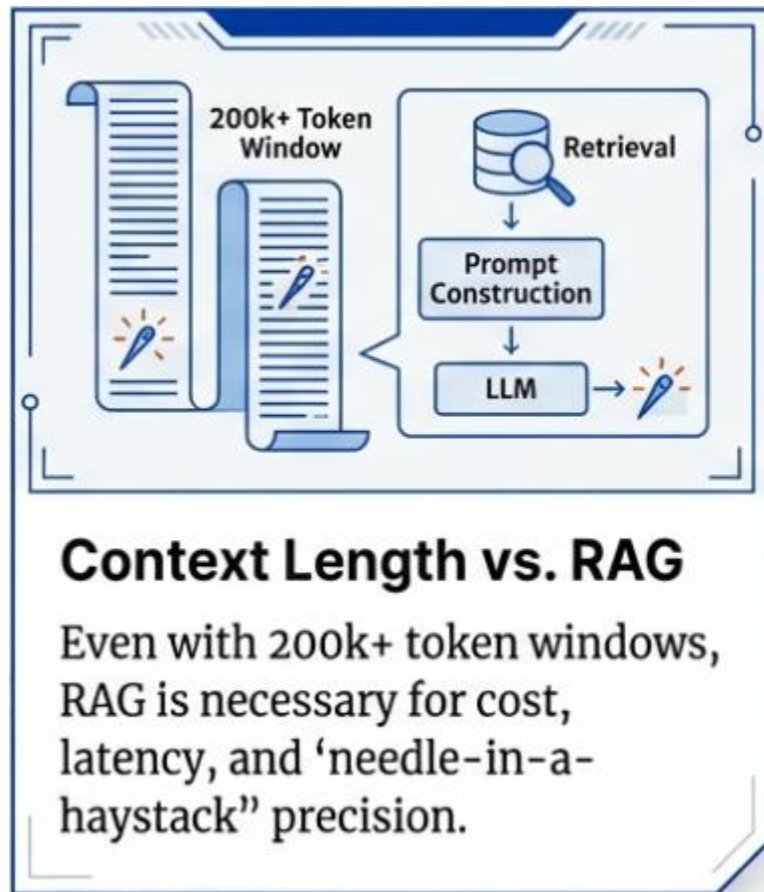 200k+ Token
Window
Retrieval
Prompt
Construction
LLM
Context Length vs. RAG
Even with 200k+ token windows,
RAG is necessary for cost,
latency, and ‘needle-in-a-
haystack” precision.